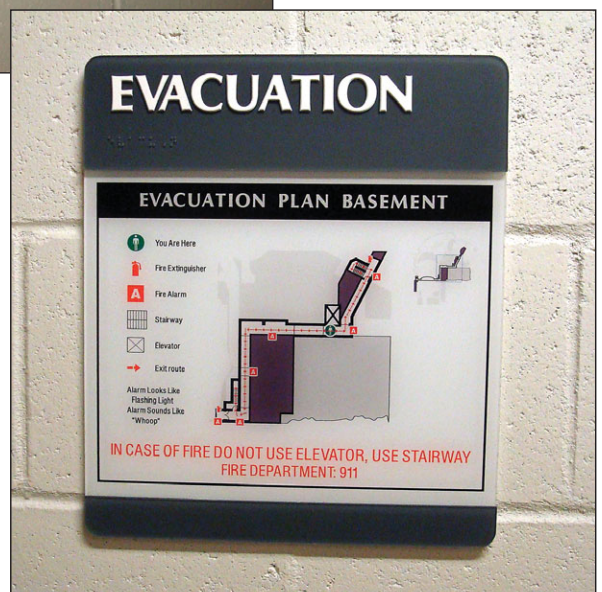 EVACUATION
EVACUATION PLAN BASEMENT
You Are Here
Fire Extinguisher
A Fire Alarm
Stairway
Elevator
Exit route
Alarm Looks Like
Flashing Light
Alarm Sounds Like
"Whoop"
A
A
A
A
A
A
IN CASE OF FIRE DO NOT USE ELEVATOR, USE STAIRWAY
FIRE DEPARTMENT: 911